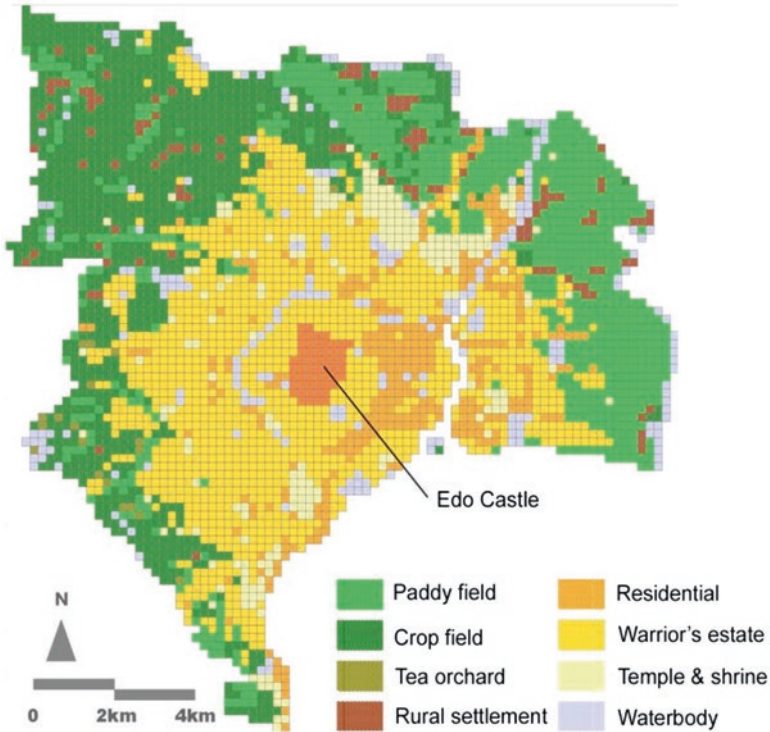 Edo Castle
N
0 2km 4km
Paddy field
Crop field
Tea orchard
Rural settlement
Residential
Warrior's estate
Temple & shrine
Waterbody